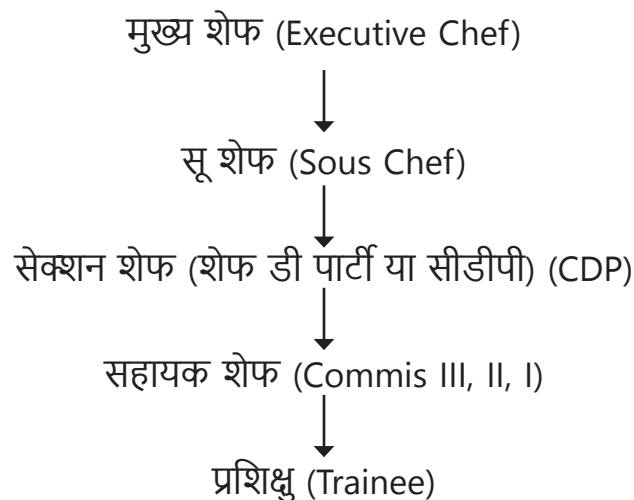 मुख्य शेफ (Executive Chef)
सू शेफ (Sous Chef)
सेक्शन शेफ (शेफ डी पार्टी या सीडीपी) (CDP)
सहायक शेफ (Commis III, II, I)
प्रशिक्षु (Trainee)